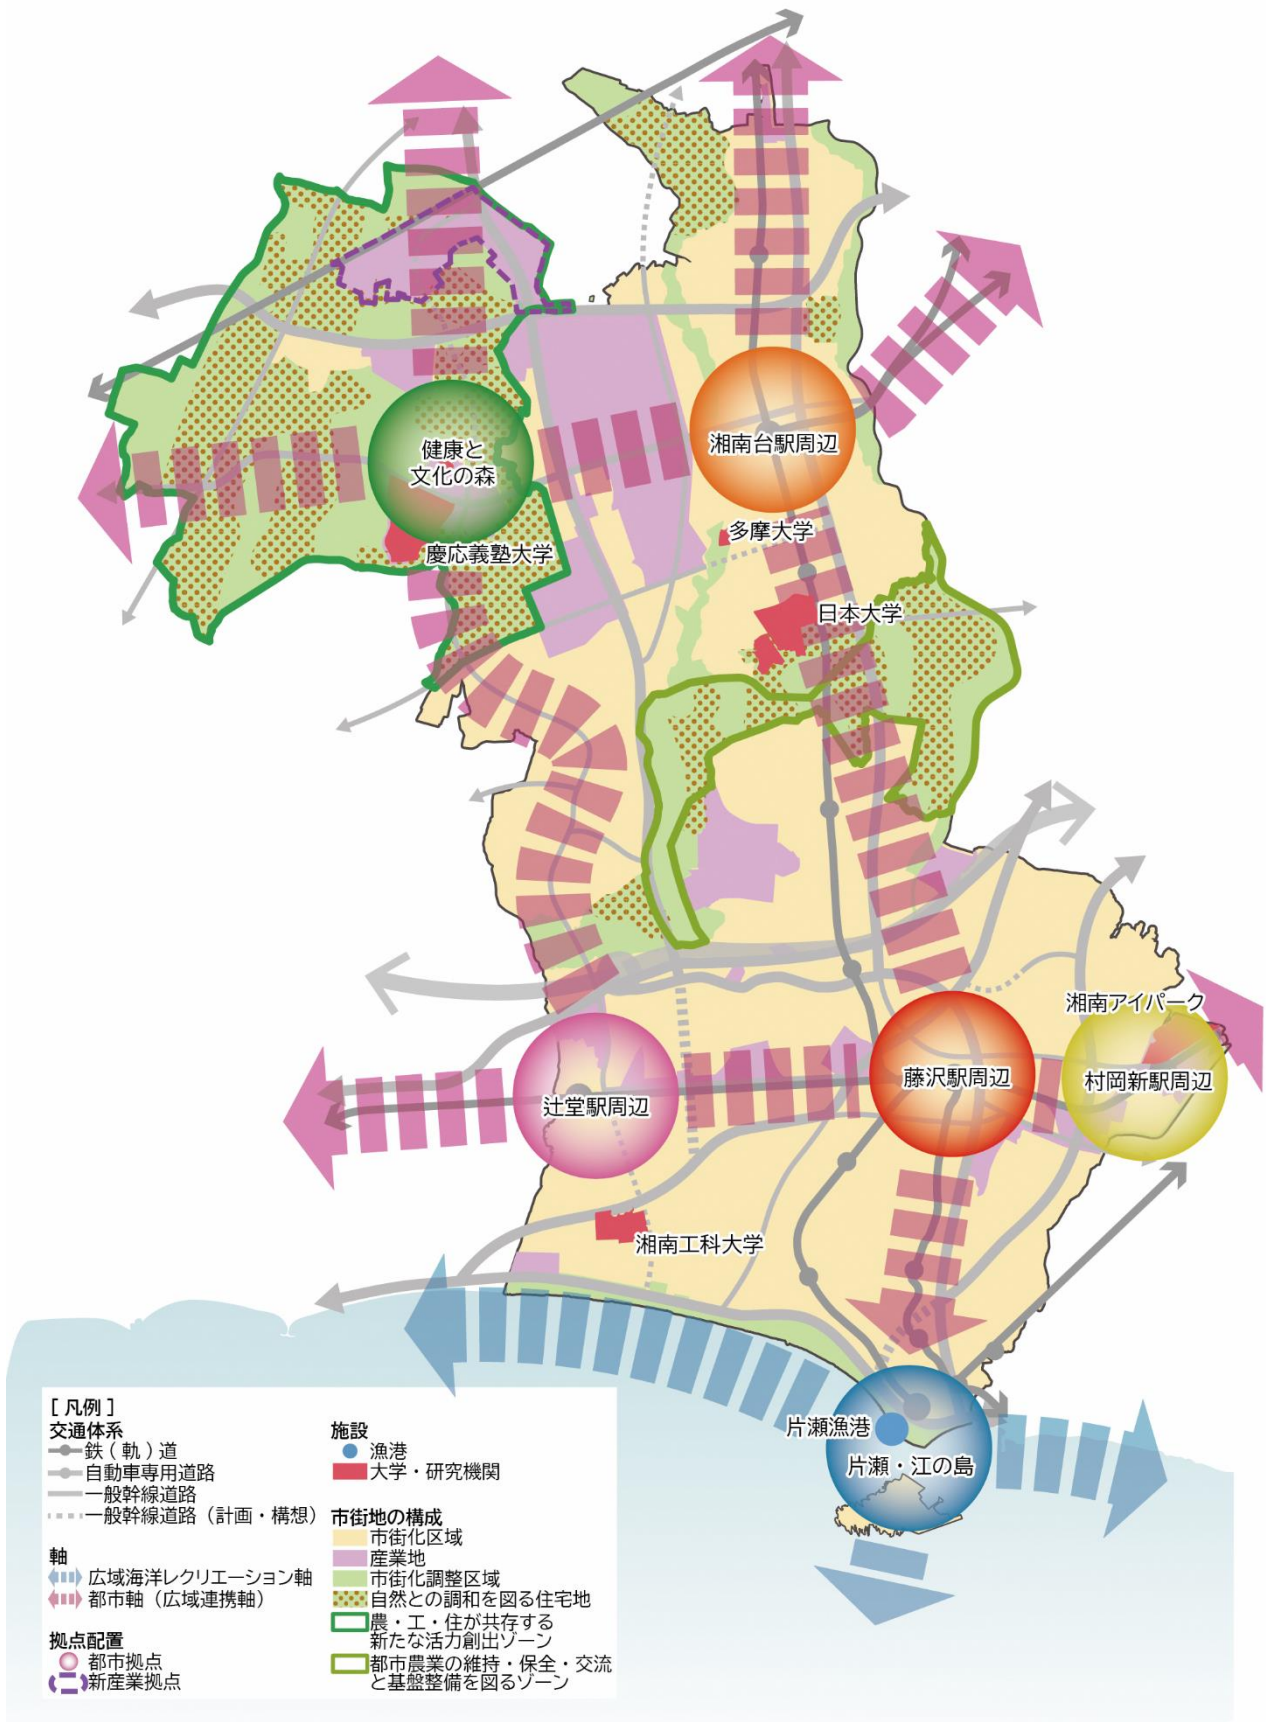 健康と
文化の森
湘南台駅周辺
多摩大学
慶応義塾大学
日本大学
湘南アイパーク
藤沢駅周辺
村岡新駅周辺
辻堂駅周辺
湘南工科大学
片瀬漁港
片瀬・江の島
[ 凡例 ]
交通体系
鉄 ( 軌 ) 道
自動車専用道路
一般幹線道路
一般幹線道路（計画・構想）
軸
広域海洋レクリエーション軸
都市軸（広域連携軸）
拠点配置
都市拠点
新産業拠点
施設
漁港
大学・研究機関
市街地の構成
市街化区域
産業地
市街化調整区域
自然との調和を図る住宅地
農・工・住が共存する
新たな活力創出ゾーン
都市農業の維持・保全・交流
と基盤整備を図るゾーン